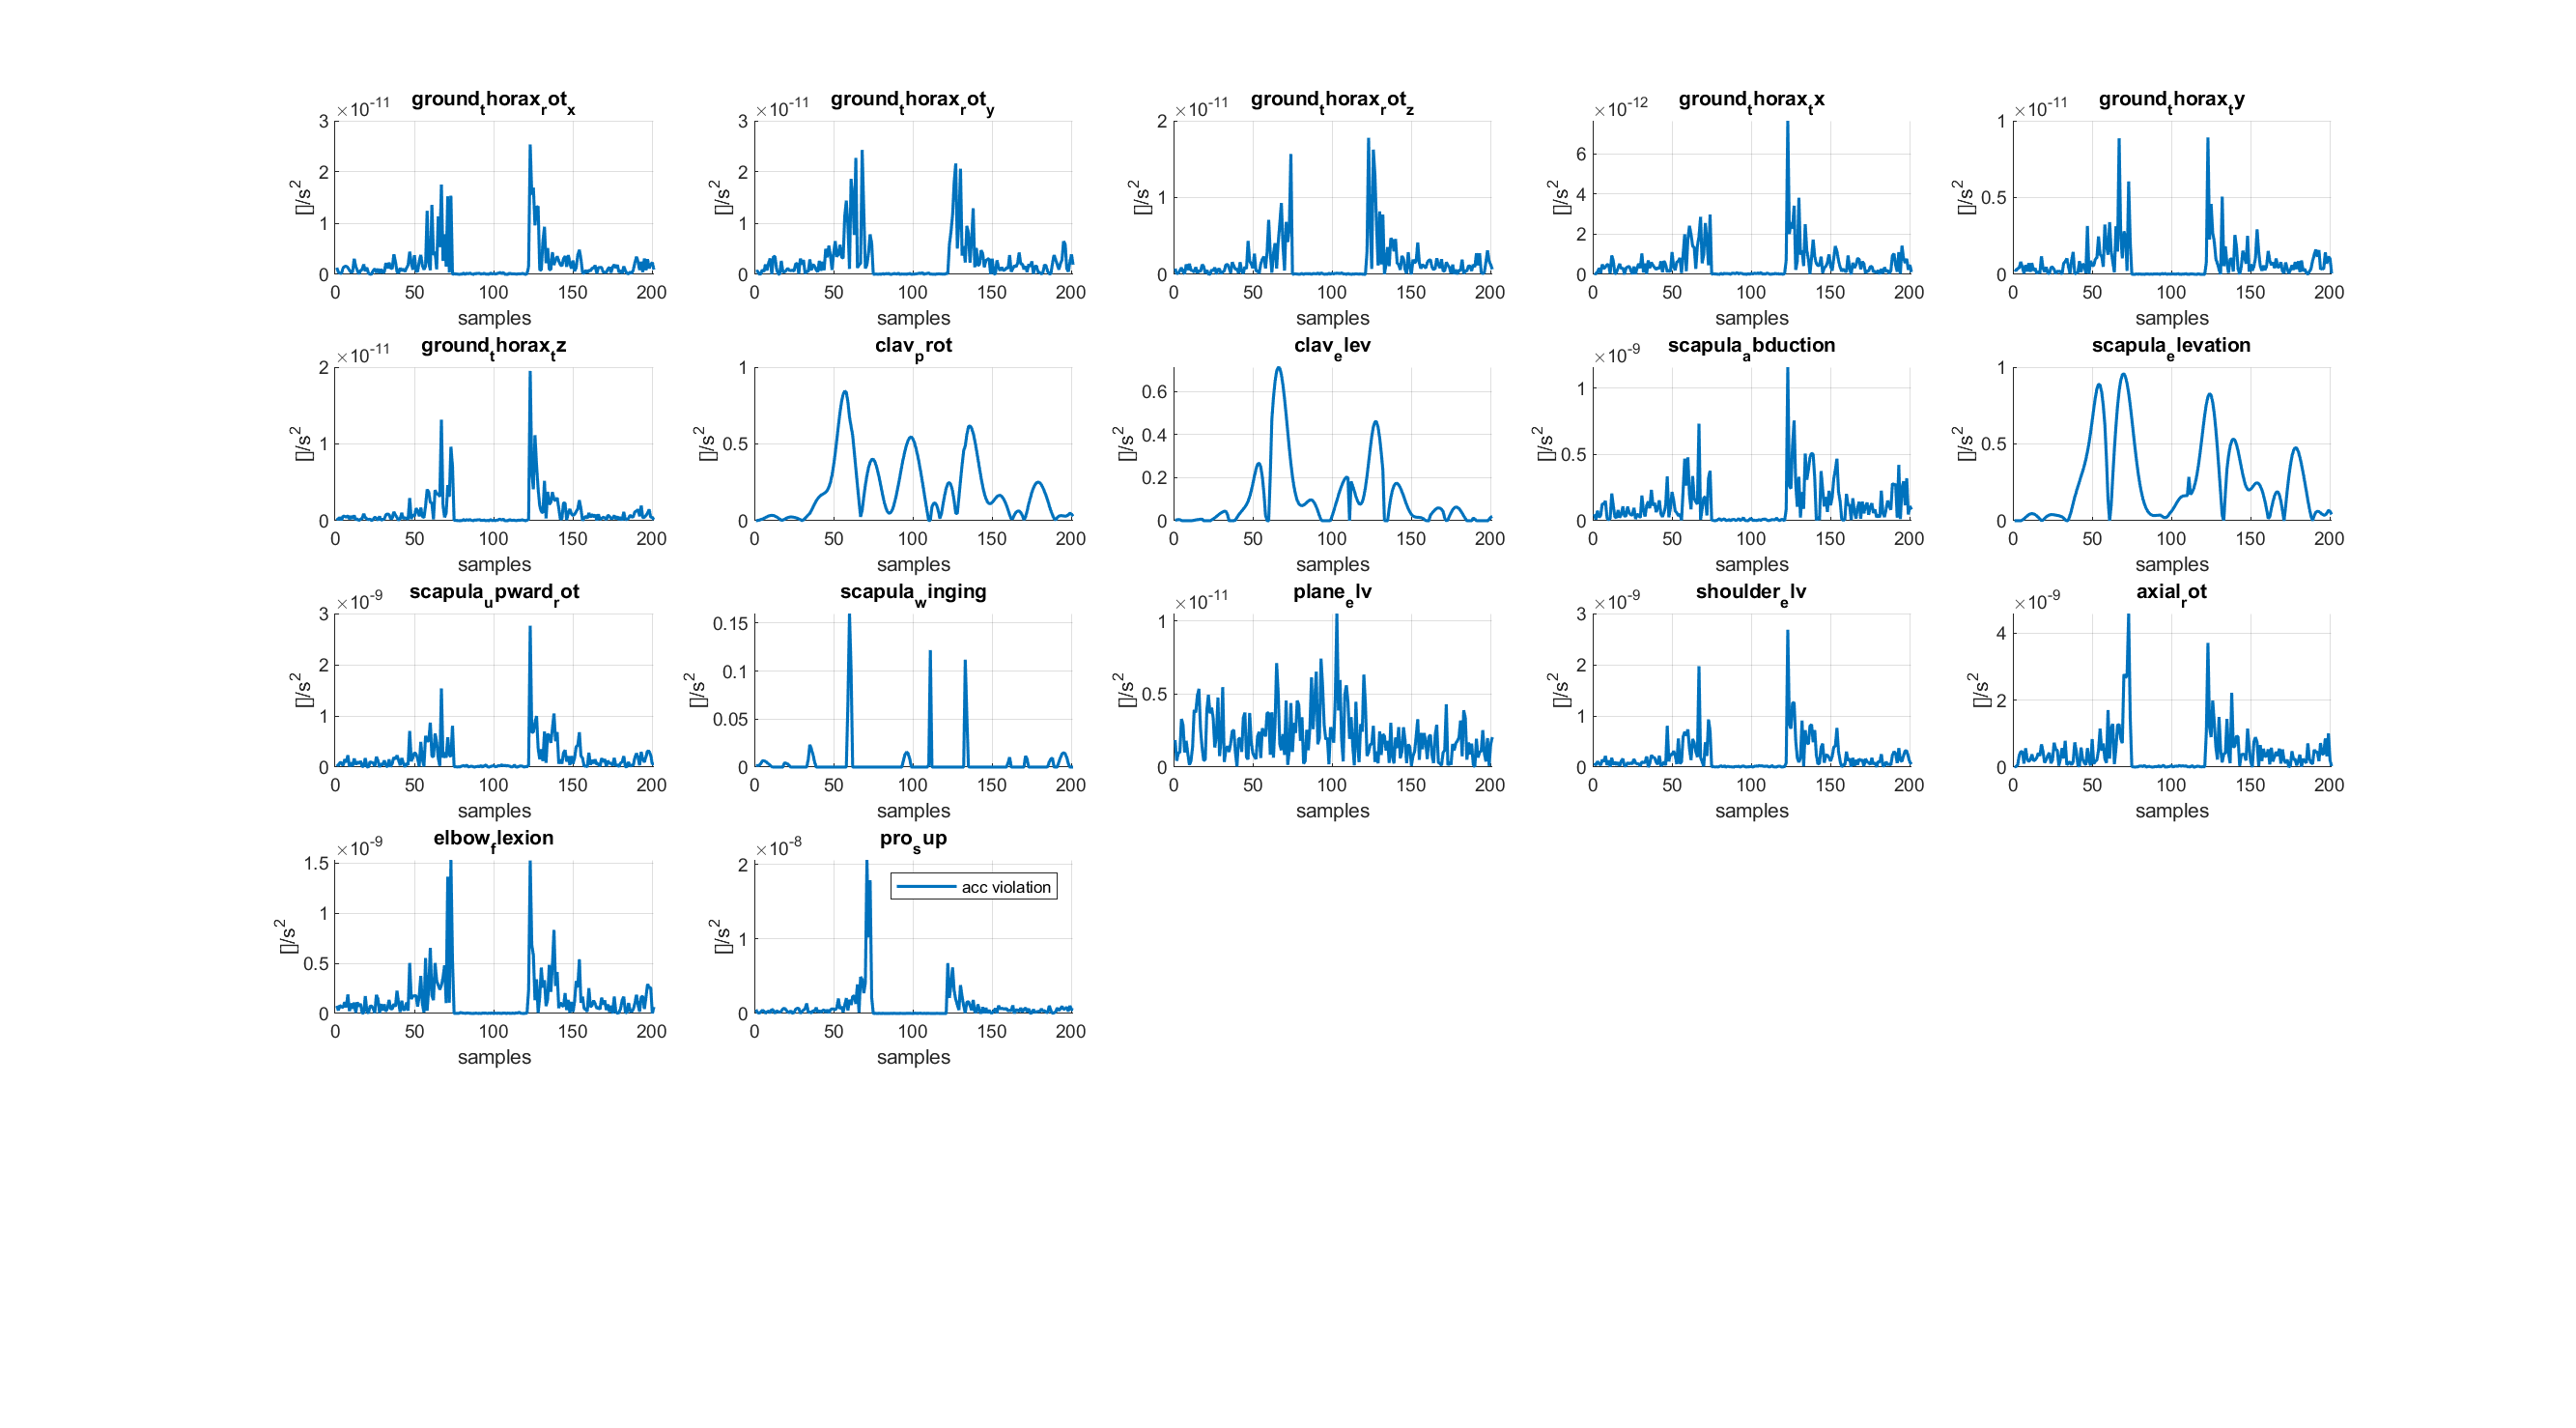 ground_thorax_rot_x
×10^-11
[]/s^2
3
2
1
0
0 50 100 150 200
samples
ground_thorax_rot_y
×10^-11
[]/s^2
3
2
1
0
0 50 100 150 200
samples
ground_thorax_rot_z
×10^-11
[]/s^2
2
1
0
0 50 100 150 200
samples
ground_thorax_tx
×10^-12
[]/s^2
6
4
2
0
0 50 100 150 200
samples
ground_thorax_ty
×10^-11
[]/s^2
1
0.5
0
0 50 100 150 200
samples
ground_thorax_tz
×10^-11
[]/s^2
2
1
0
0 50 100 150 200
samples
clav_prot
[]/s^2
1
0.5
0
0 50 100 150 200
samples
clav_elev
[]/s^2
0.6
0.4
0.2
0
0 50 100 150 200
samples
scapula_abduction
×10^-9
[]/s^2
1
0.5
0
0 50 100 150 200
samples
scapula_elevation
[]/s^2
1
0.5
0
0 50 100 150 200
samples
scapula_upward_rot
×10^-9
[]/s^2
3
2
1
0
0 50 100 150 200
samples
scapula_winging
[]/s^2
0.15
0.1
0.05
0
0 50 100 150 200
samples
plane_elv
×10^-11
[]/s^2
1
0.5
0
0 50 100 150 200
samples
shoulder_elv
×10^-9
[]/s^2
3
2
1
0
0 50 100 150 200
samples
axial_rot
×10^-9
[]/s^2
4
2
0
0 50 100 150 200
samples
elbow_flexion
×10^-9
[]/s^2
1.5
1
0.5
0
0 50 100 150 200
samples
pro_sup
×10^-8
[]/s^2
2
1
0
0 50 100 150 200
samples
acc violation